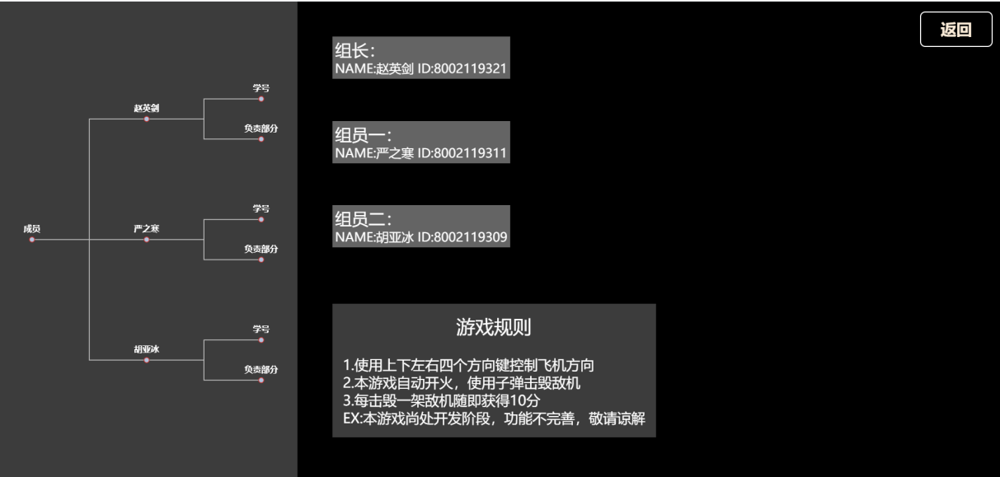 返回
学号
赵英剑
负责部分
学号
成员
严之寒
负责部分
学号
胡亚冰
负责部分
组长：
NAME:赵英剑 ID:8002119321
组员一：
NAME:严之寒 ID:8002119311
组员二：
NAME:胡亚冰 ID:8002119309
游戏规则
1.使用上下左右四个方向键控制飞机方向
2.本游戏自动开火，使用子弹击毁敌机
3.每击毁一架敌机随即获得10分
EX:本游戏尚处开发阶段，功能不完善，敬请谅解